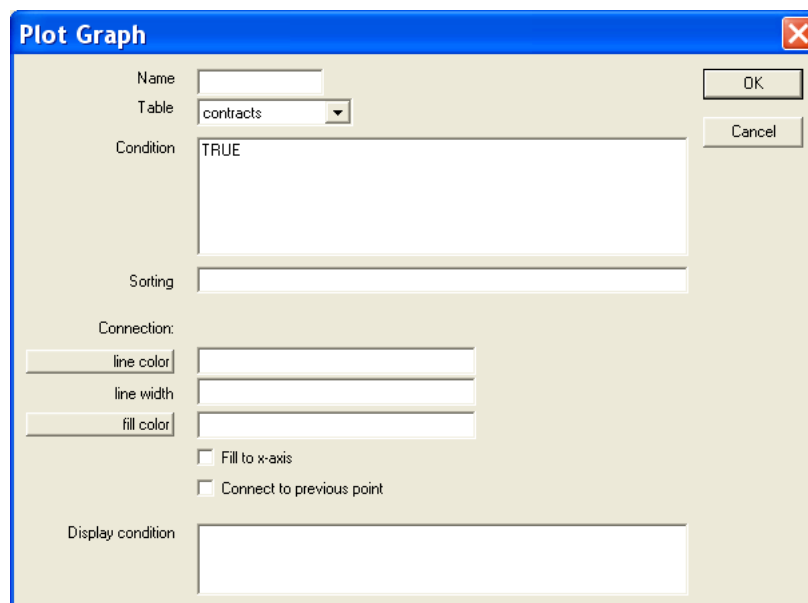 Plot Graph
Name
OK
Table
contracts
Cancel
Condition
TRUE
Sorting
Connection:
line color
line width
fill color
Fill to x-axis
Connect to previous point
Display condition